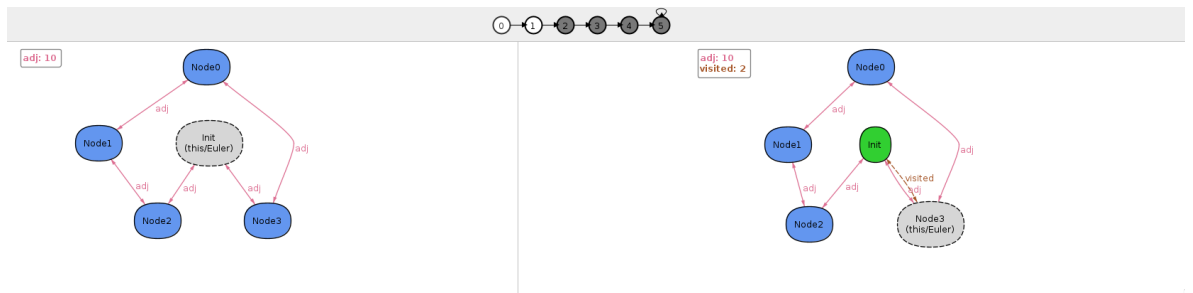 0 1 2 3 4 5
adj: 10
Node0
adj
Node1
Init
(this/Euler)
adj
adj
adj
adj
Node2
Node3
adj: 10
visited: 2
Node0
adj
Node1
Init
adj
visited
adj
adj
adj
Node2
Node3
(this/Euler)